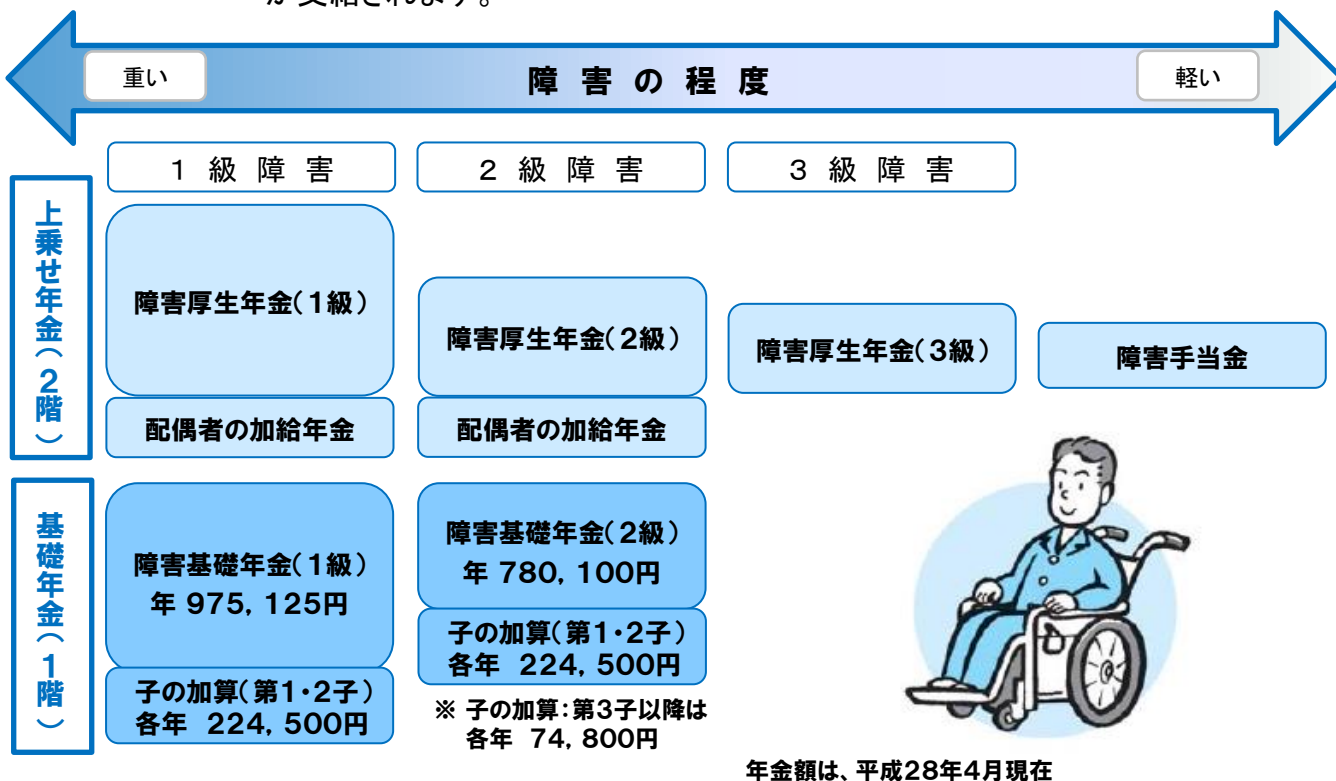 が支給されます。
重い
障害の程度
軽い
1級障害
2級障害
3級障害
上乗せ年金(2階)
障害厚生年金(1級)
障害厚生年金(2級)
障害厚生年金(3級)
障害手当金
配偶者の加給年金
配偶者の加給年金
基礎年金(1階)
障害基礎年金(1級)
年 975,125円
子の加算(第1・2子)
各年 224,500円
障害基礎年金(2級)
年 780,100円
子の加算(第1・2子)
各年 224,500円
※ 子の加算:第3子以降は
各年 74,800円
年金額は、平成28年4月現在